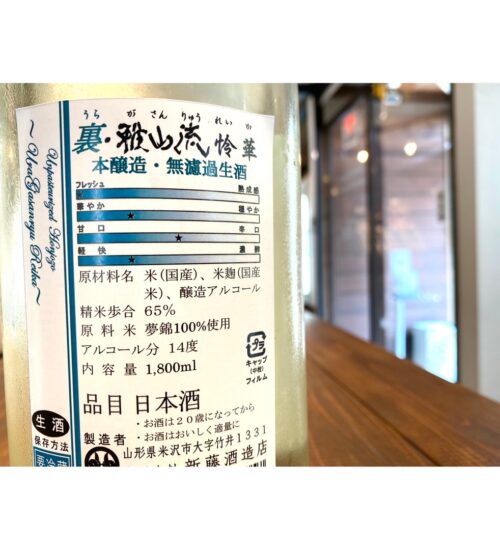 うら が さん りゅう れい か
裏・雅山流 怜華
本醸造・無濾過生酒
フレッシュ 熟成感
華やか 穏やか
甘口 辛口
軽快 濃醇
原材料名 米(国産)、米麹(国産
米)、醸造アルコール
精米歩合 65%
原料米 夢錦100%使用
アルコール分 14度
内容量 1,800ml
プラ
キャップ
(中栓)
フィルム
品目 日本酒
・お酒は20歳になってから
・お酒はおいしく適量に
製造者
山形県米沢市大字竹井1331
新藤酒造店
生酒
保存方法
要冷蔵
Unpasteurized Honjozo
~UraGasanryu Reika~